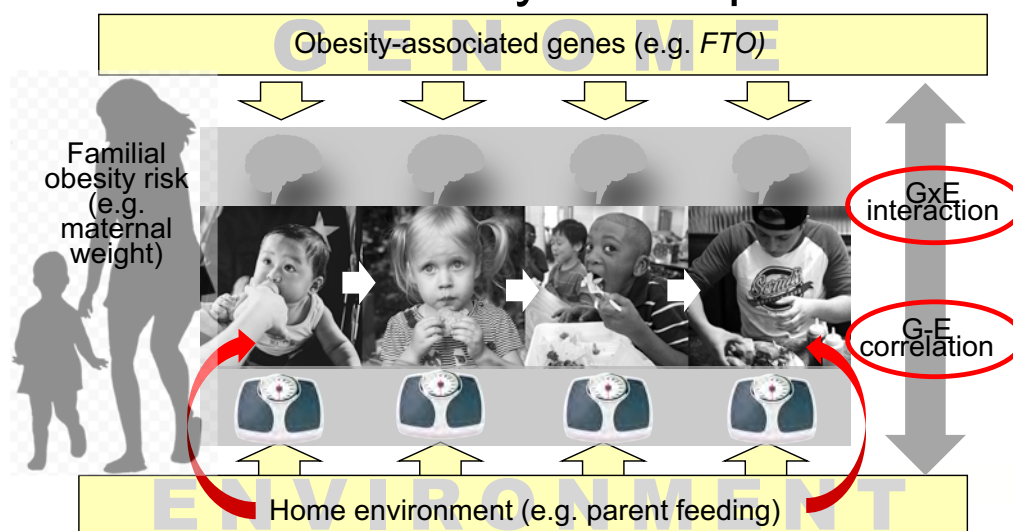 GENOME
Obesity-associated genes (e.g. FTO)
Familial
obesity risk
(e.g.
maternal
weight)
GxE
interaction
G-E
correlation
Home environment (e.g. parent feeding)
ENVIRONMENT